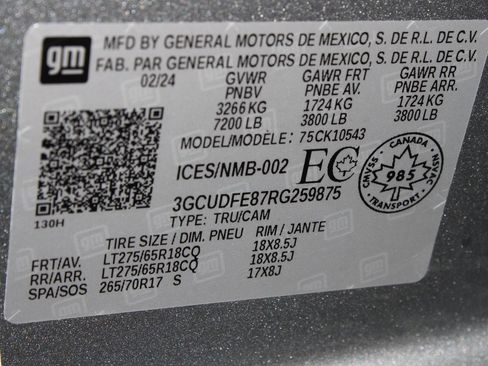 gm
MFD BY GENERAL MOTORS DE MEXICO, S. DE R.L. DE C.V.
FAB. PAR GENERAL MOTORS DE MEXICO, S. DE R.L. DE C.V.
02/24 GVWR GAWR FRT GAWR RR
PNBV PNBE AV. PNBE ARR.
3266 KG 1724 KG 1724 KG
7200 LB 3800 LB 3800 LB
MODEL/MODÈLE: 75CK10543
ICES/NMB-002 EC
CMVSS · NSVAC
985
TRANSPORT
3GCUDFE87RG259875
130H
TYPE: TRU/CAM
TIRE SIZE / DIM. PNEU RIM / JANTE
FRT/AV. LT275/65R18CQ 18X8.5J
RR/ARR. LT275/65R18CQ 18X8.5J
SPA/SOS 265/70R17 S 17X8J